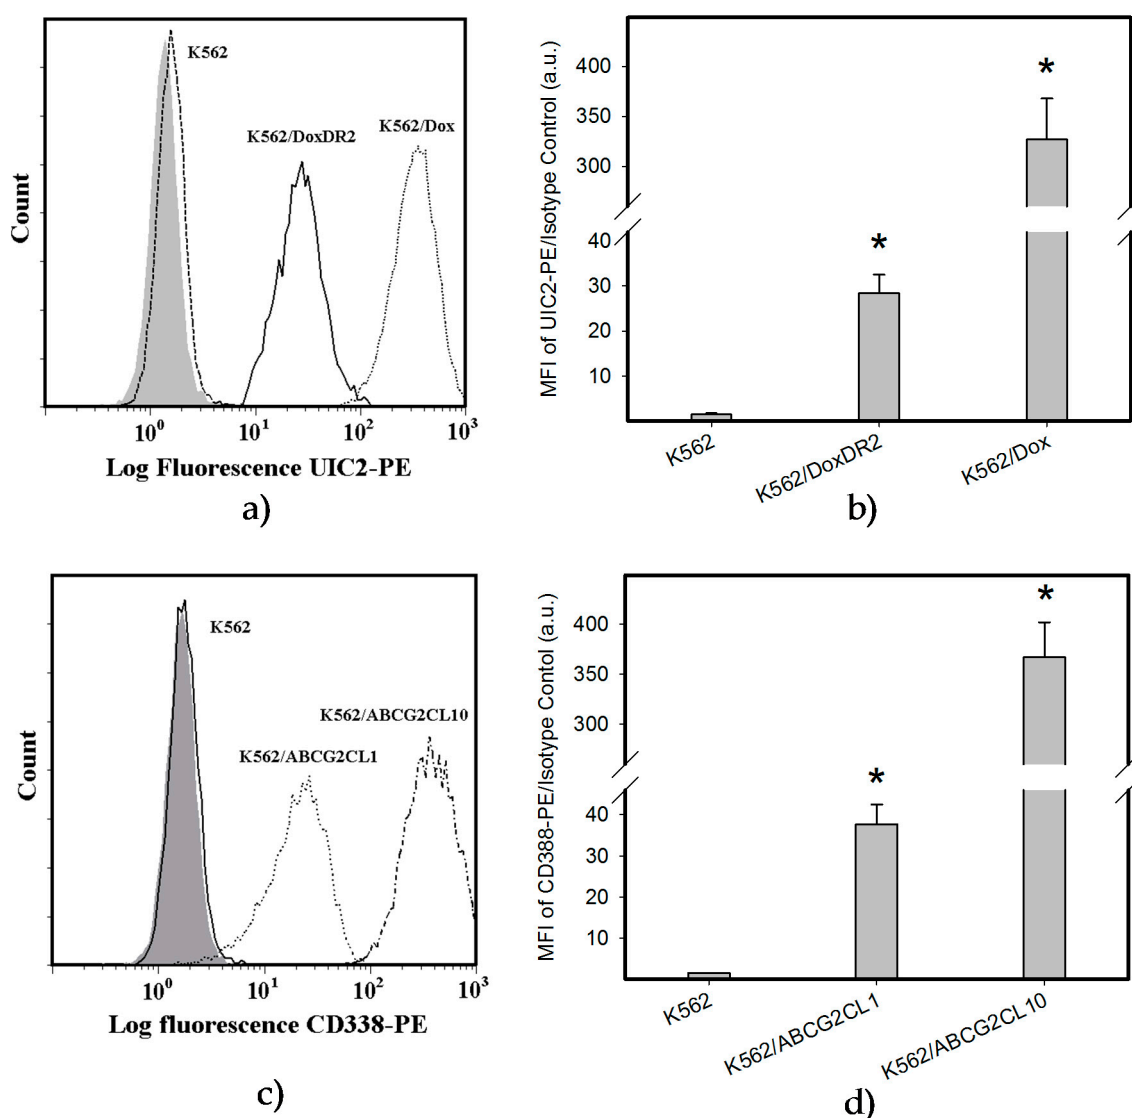 K562
K562/DoxDR2
K562/Dox
Count
10⁰ 10¹ 10² 10³
Log Fluorescence UIC2-PE
a)
MFI of UIC2-PE/Isotype Control (a.u.)
400
350
300
40
30
20
10
*
*
K562
K562/DoxDR2
K562/Dox
b)
K562
K562/ABCG2CL10
K562/ABCG2CL1
Count
10⁰ 10¹ 10² 10³
Log fluorescence CD338-PE
c)
MFI of CD388-PE/Isotype Contol (a.u.)
400
350
300
40
30
20
10
*
*
K562
K562/ABCG2CL1
K562/ABCG2CL10
d)